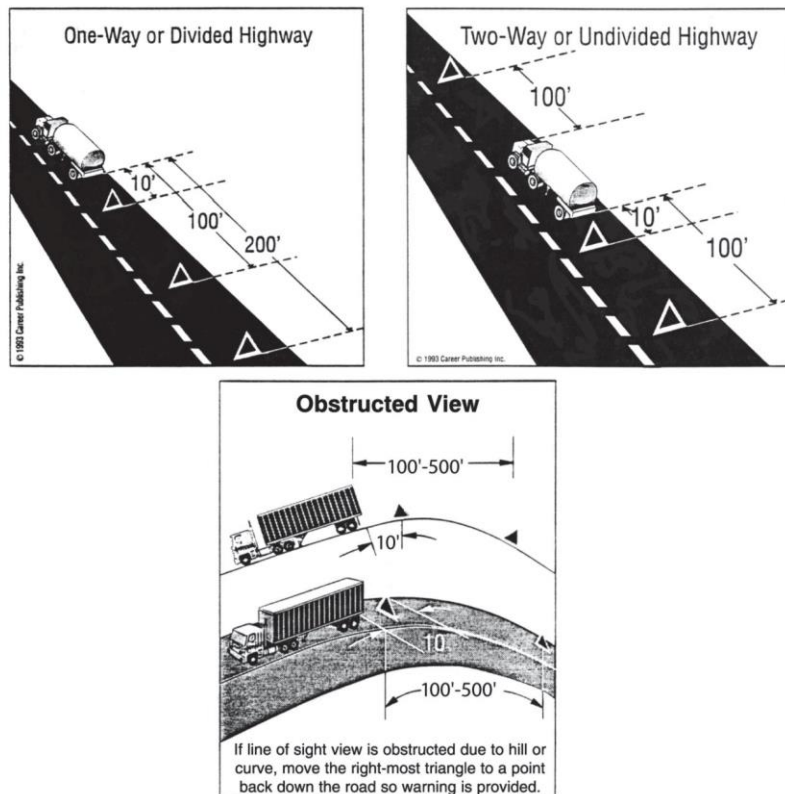 One-Way or Divided Highway
10'
100'
200'
© 1993 Career Publishing Inc.
Two-Way or Undivided Highway
100'
10'
100'
© 1993 Career Publishing Inc.
Obstructed View
100'-500'
10'
10
100'-500'
If line of sight view is obstructed due to hill or
curve, move the right-most triangle to a point
back down the road so warning is provided.